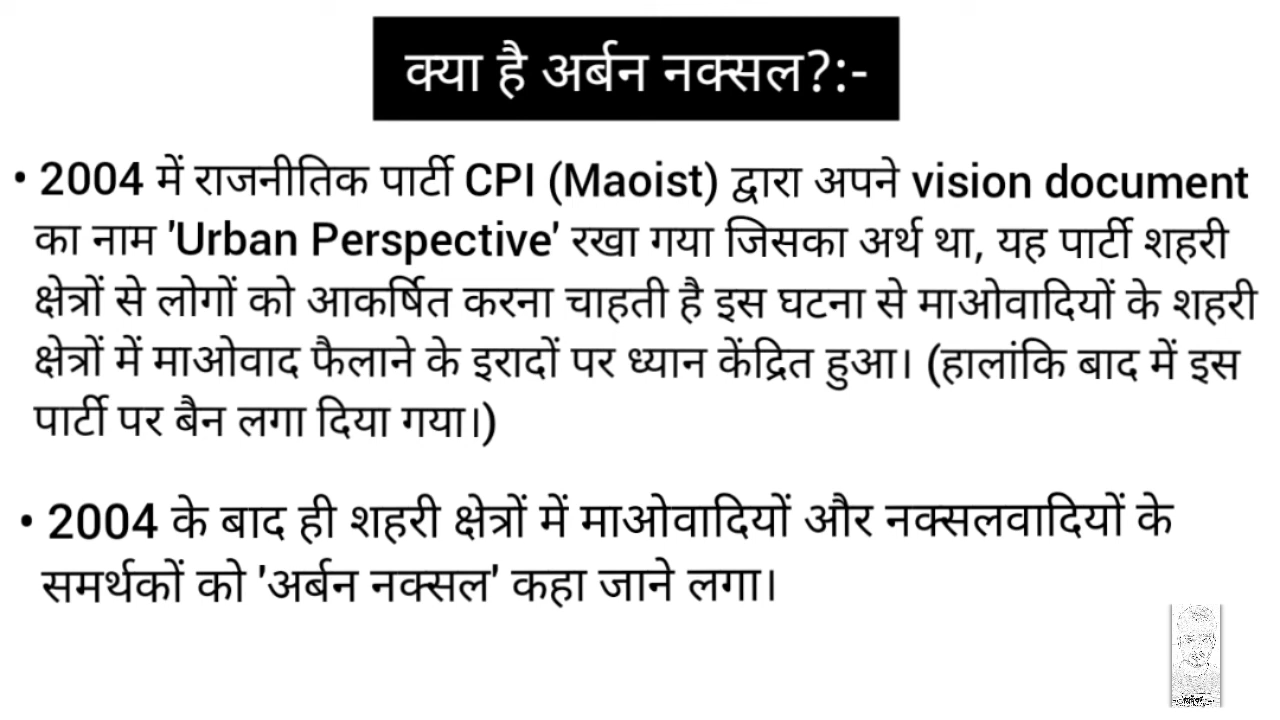 क्या है अर्बन नक्सल?:-
• 2004 में राजनीतिक पार्टी CPI (Maoist) द्वारा अपने vision document
का नाम 'Urban Perspective' रखा गया जिसका अर्थ था, यह पार्टी शहरी
क्षेत्रों से लोगों को आकर्षित करना चाहती है इस घटना से माओवादियों के शहरी
क्षेत्रों में माओवाद फैलाने के इरादों पर ध्यान केंद्रित हुआ। (हालांकि बाद में इस
पार्टी पर बैन लगा दिया गया।)
• 2004 के बाद ही शहरी क्षेत्रों में माओवादियों और नक्सलवादियों के
समर्थकों को 'अर्बन नक्सल' कहा जाने लगा।